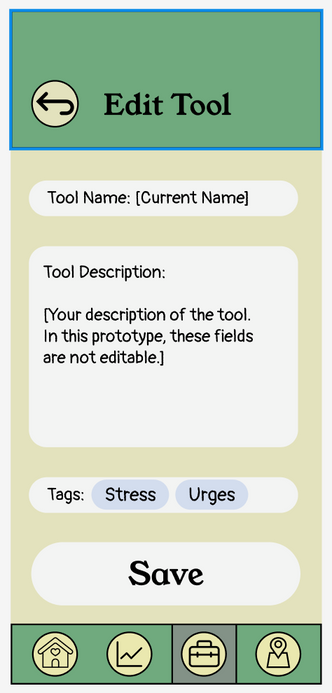 Edit Tool
Tool Name: [Current Name]
Tool Description:
[Your description of the tool.
In this prototype, these fields
are not editable.]
Tags: Stress Urges
Save